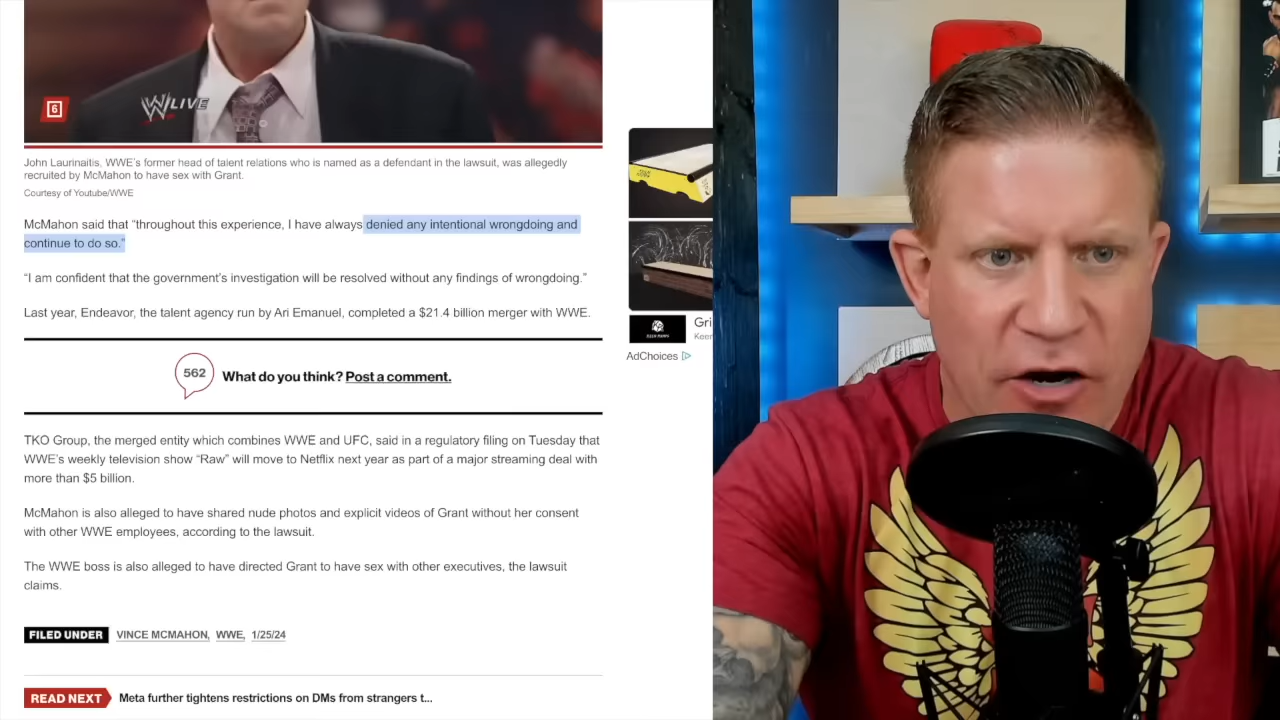 6
W LIVE
John Laurinaitis, WWE's former head of talent relations who is named as a defendant in the lawsuit, was allegedly
recruited by McMahon to have sex with Grant.
Courtesy of Youtube/WWE
McMahon said that “throughout this experience, I have always denied any intentional wrongdoing and
continue to do so.”
“I am confident that the government’s investigation will be resolved without any findings of wrongdoing.”
Last year, Endeavor, the talent agency run by Ari Emanuel, completed a $21.4 billion merger with WWE.
562
What do you think? Post a comment.
TKO Group, the merged entity which combines WWE and UFC, said in a regulatory filing on Tuesday that
WWE’s weekly television show “Raw” will move to Netflix next year as part of a major streaming deal with
more than $5 billion.
McMahon is also alleged to have shared nude photos and explicit videos of Grant without her consent
with other WWE employees, according to the lawsuit.
The WWE boss is also alleged to have directed Grant to have sex with other executives, the lawsuit
claims.
FILED UNDER VINCE MCMAHON, WWE, 1/25/24
READ NEXT Meta further tightens restrictions on DMs from strangers t...
Gri
Keen
AdChoices